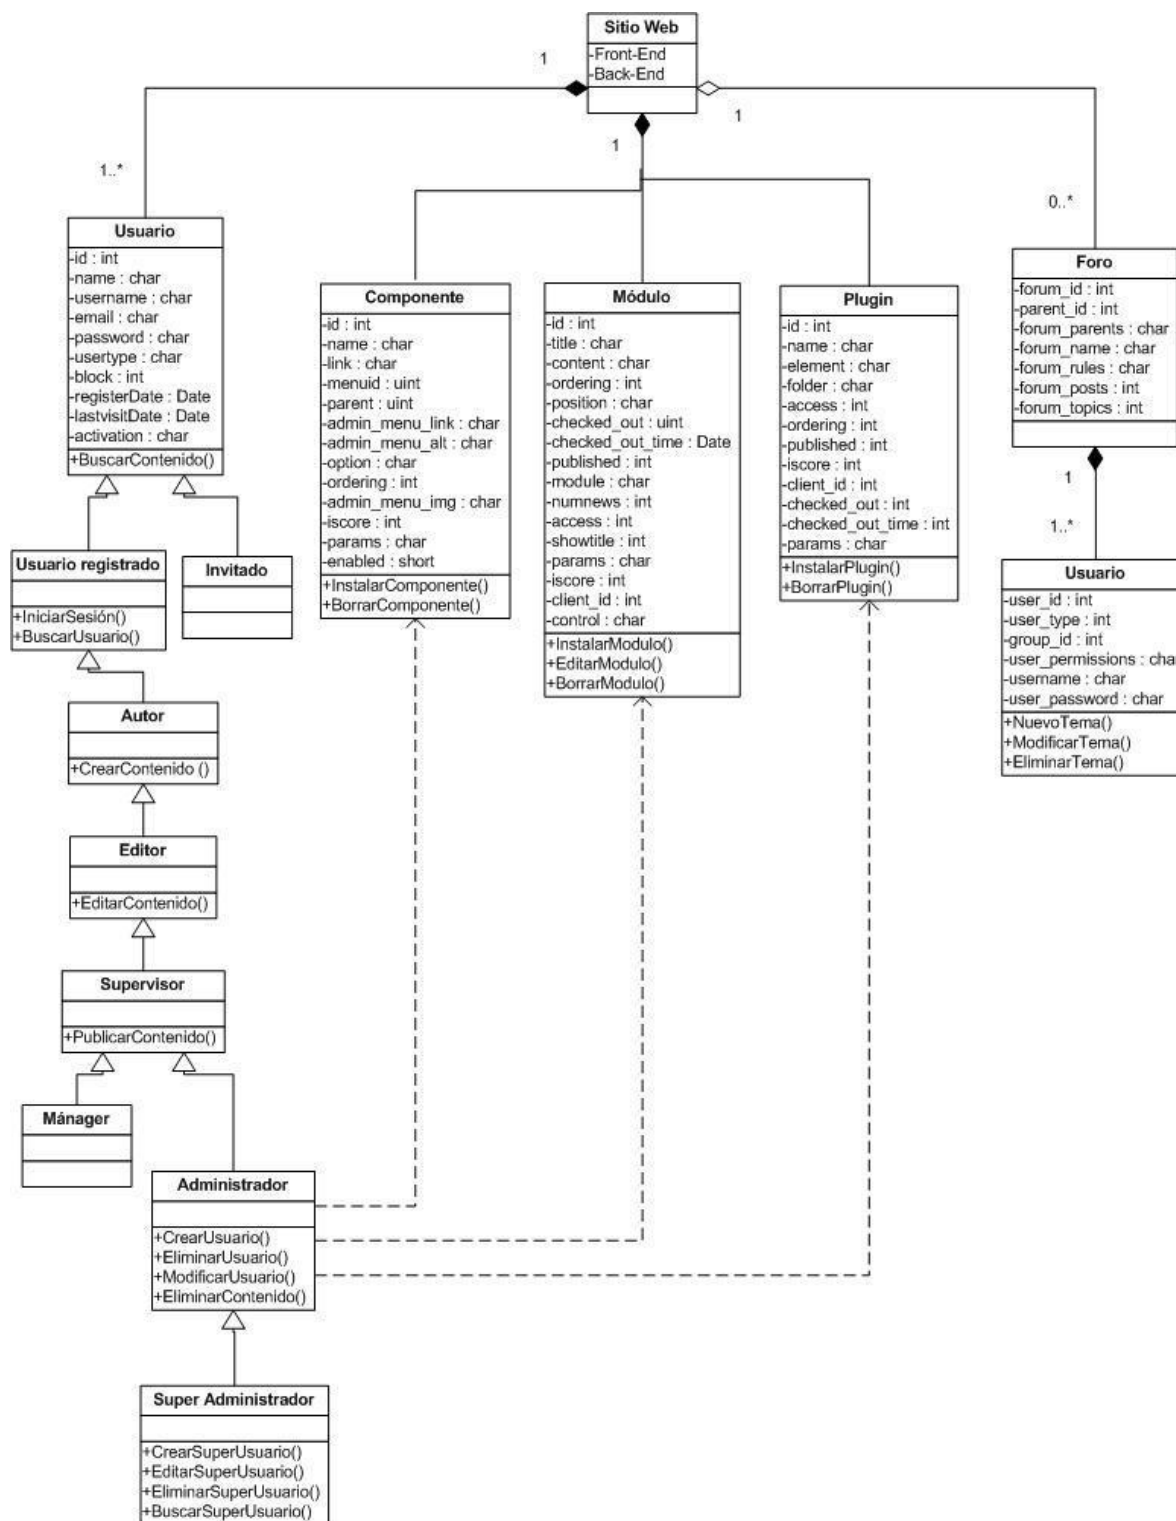 Sitio Web
-Front-End
-Back-End
1
1
1
1..*
0..*
Usuario
-id : int
-name : char
-username : char
-email : char
-password : char
-usertype : char
-block : int
-registerDate : Date
-lastvisitDate : Date
-activation : char
+BuscarContenido()
Componente
-id : int
-name : char
-link : char
-menuid : uint
-parent : uint
-admin_menu_link : char
-admin_menu_alt : char
-option : char
-ordering : int
-admin_menu_img : char
-iscore : int
-params : char
-enabled : short
+InstalarComponente()
+BorrarComponente()
Módulo
-id : int
-title : char
-content : char
-ordering : int
-position : char
-checked_out : uint
-checked_out_time : Date
-published : int
-module : char
-numnews : int
-access : int
-showtitle : int
-params : char
-iscore : int
-client_id : int
-control : char
+InstalarModulo()
+EditarModulo()
+BorrarModulo()
Plugin
-id : int
-name : char
-element : char
-folder : char
-access : int
-ordering : int
-published : int
-iscore : int
-client_id : int
-checked_out : int
-checked_out_time : int
-params : char
+InstalarPlugin()
+BorrarPlugin()
Foro
-forum_id : int
-parent_id : int
-forum_parents : char
-forum_name : char
-forum_rules : char
-forum_posts : int
-forum_topics : int
1
1..*
Usuario
-user_id : int
-user_type : int
-group_id : int
-user_permissions : char
-username : char
-user_password : char
+NuevoTema()
+ModificarTema()
+EliminarTema()
Usuario registrado
+IniciarSesión()
+BuscarUsuario()
Invitado
Autor
+CrearContenido ()
Editor
+EditarContenido()
Supervisor
+PublicarContenido()
Mánager
Administrador
+CrearUsuario()
+EliminarUsuario()
+ModificarUsuario()
+EliminarContenido()
Super Administrador
+CrearSuperUsuario()
+EditarSuperUsuario()
+EliminarSuperUsuario()
+BuscarSuperUsuario()